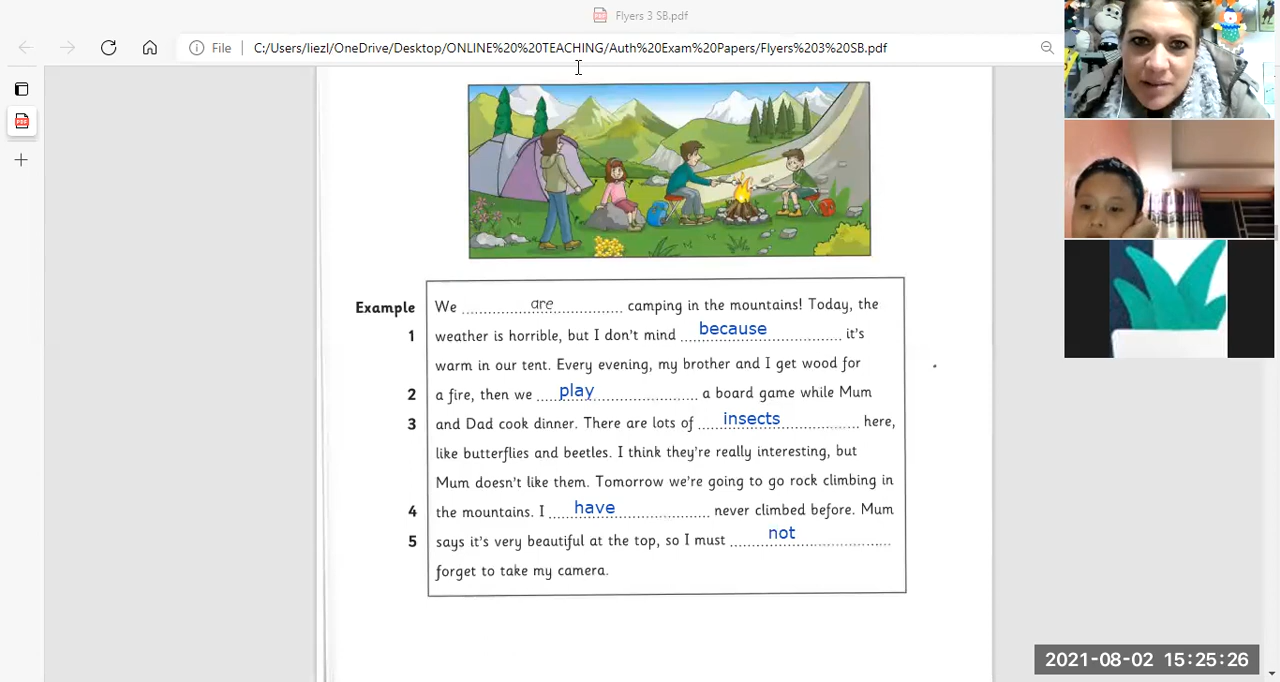 Flyers 3 SB.pdf
File
C:/Users/liezl/OneDrive/Desktop/ONLINE%20%20TEACHING/Auth%20Exam%20Papers/Flyers%203%20SB.pdf
Example We are camping in the mountains! Today, the
1 weather is horrible, but I don't mind because it's
warm in our tent. Every evening, my brother and I get wood for
2 a fire, then we play a board game while Mum
3 and Dad cook dinner. There are lots of insects here,
like butterflies and beetles. I think they're really interesting, but
Mum doesn't like them. Tomorrow we're going to go rock climbing in
4 the mountains. I have never climbed before. Mum
5 says it's very beautiful at the top, so I must not
forget to take my camera.
2021-08-02 15:25:26